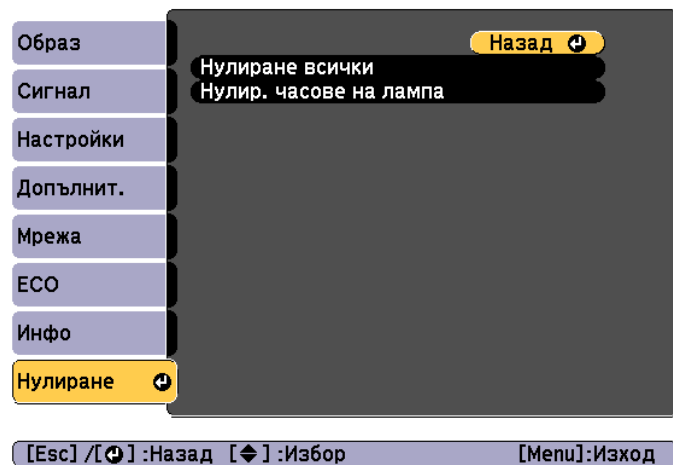 Образ
Сигнал
Настройки
Допълнит.
Мрежа
ECO
Инфо
Нулиране
Назад
Нулиране всички
Нулир. часове на лампа
[Esc] /[ ] :Назад [ ] :Избор [Menu]:Изход